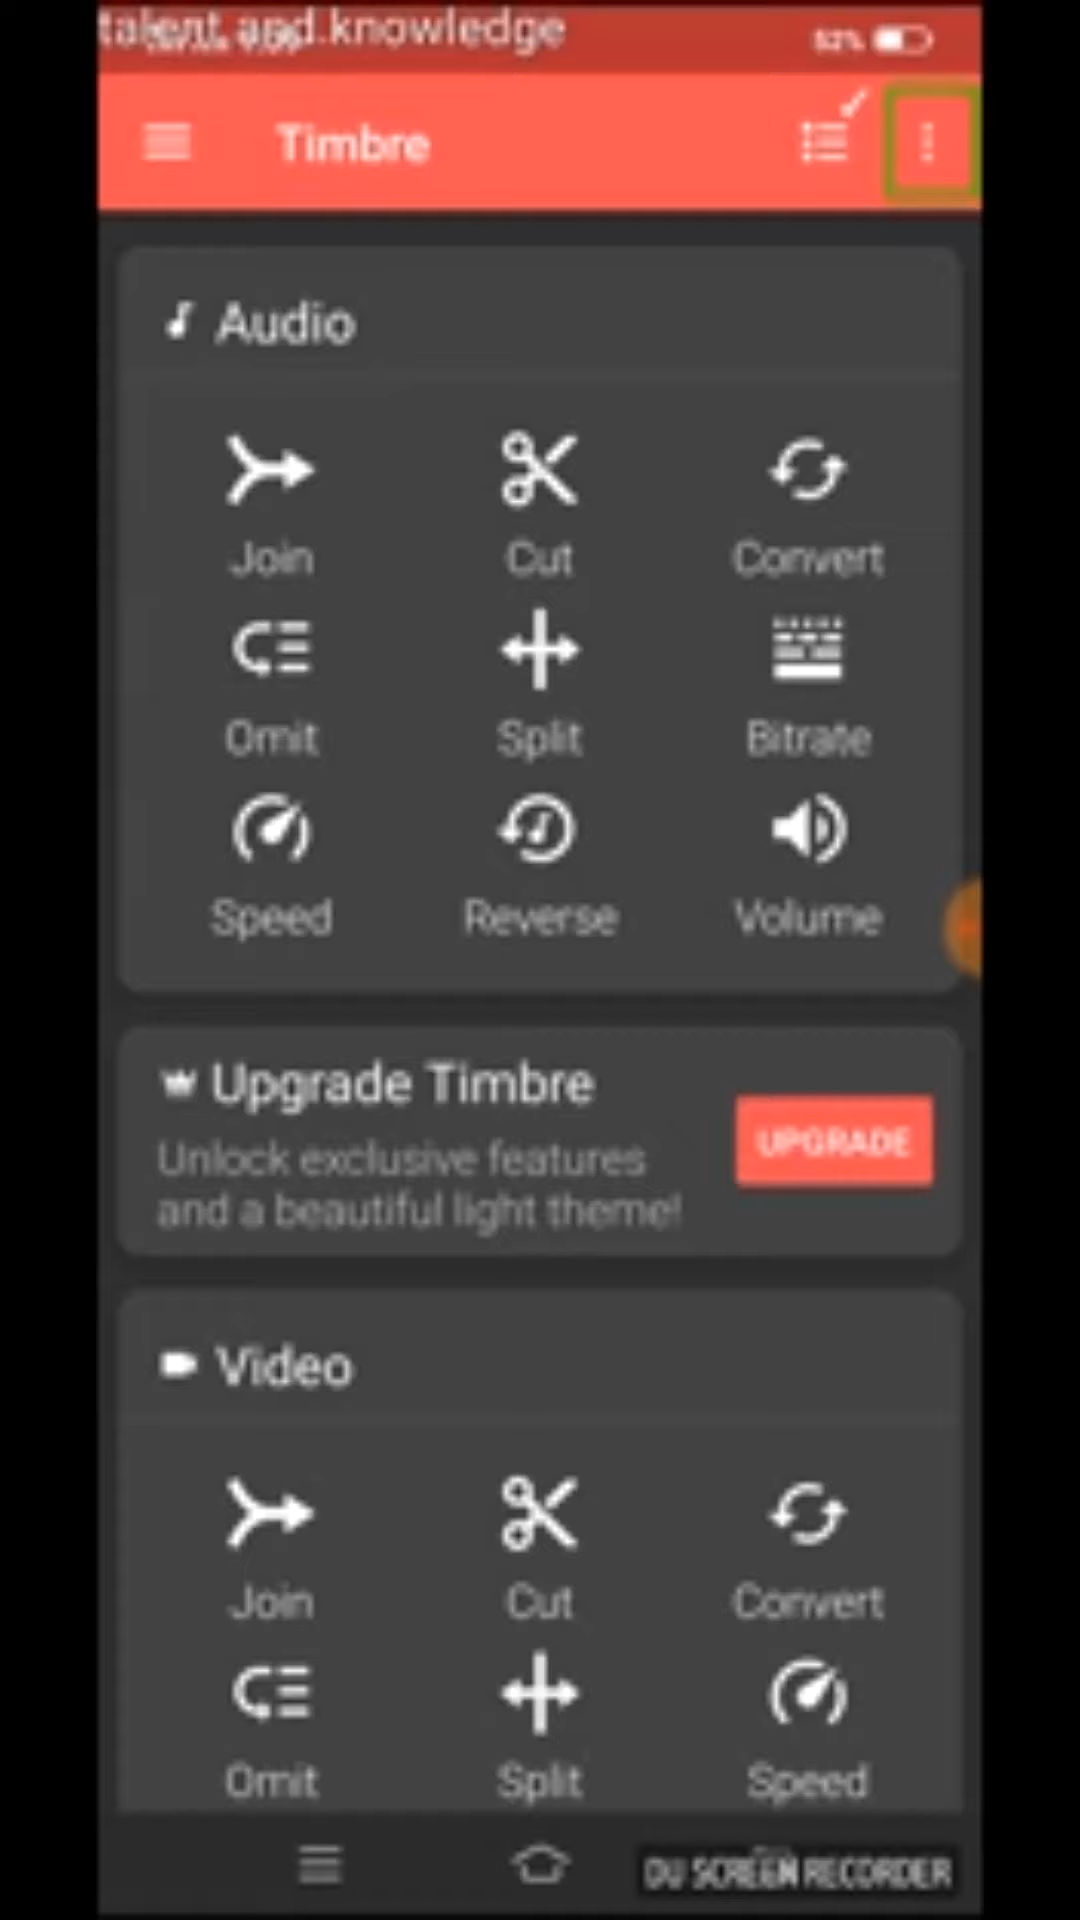 talent and knowledge
52%
Timbre
Audio
Join Cut Convert
Omit Split Bitrate
Speed Reverse Volume
Upgrade Timbre
Unlock exclusive features
and a beautiful light theme!
UPGRADE
Video
Join Cut Convert
Omit Split Speed
DU SCREEN RECORDER